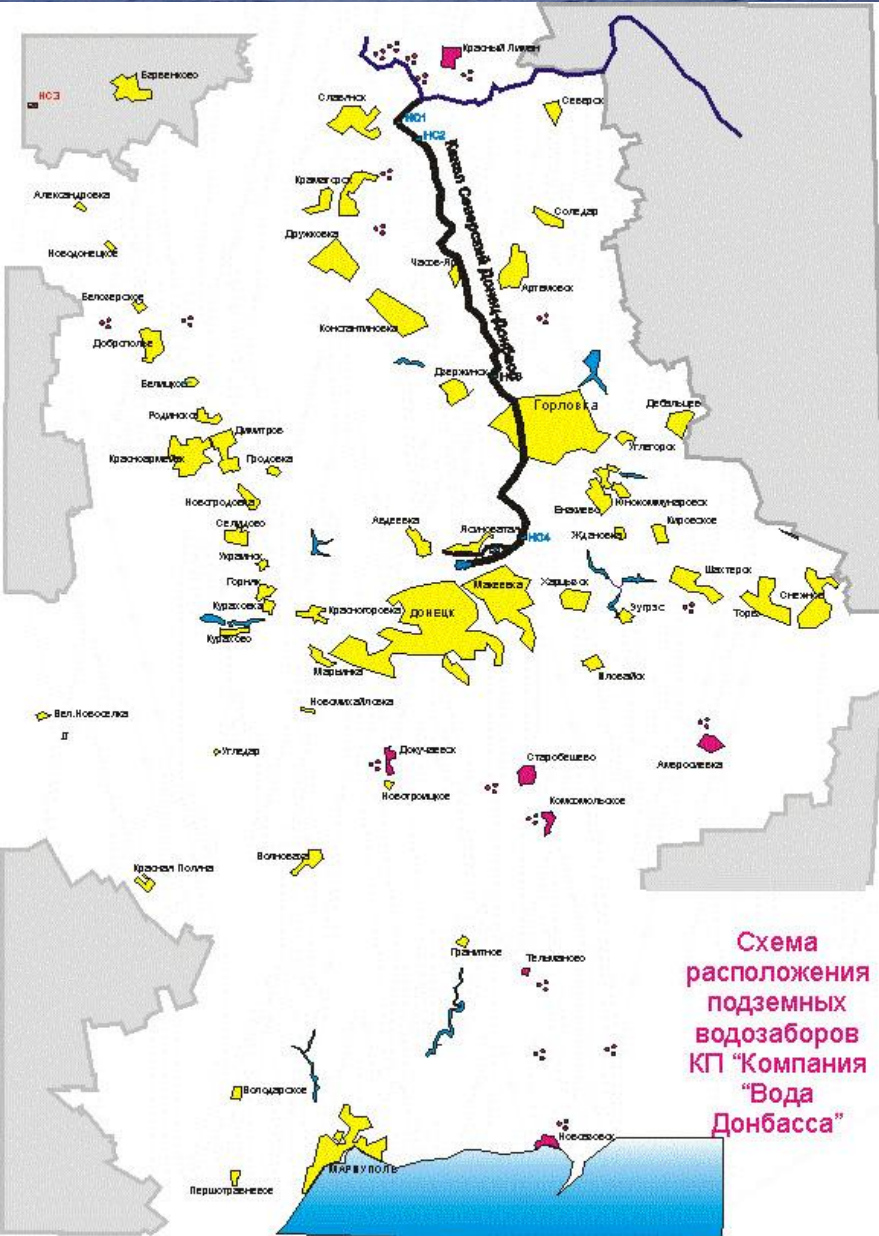 Красный Лиман
Барвенково
НС3
Славянск
Северск
НС1
НС2
Канал Северский Донец-Донбасс
Краматорск
Александровка
Соледар
Дружковка
Новодонецкое
Часов-Яр
Артемовск
Белозерское
Константиновка
Доброполье
Дзержинск
НС3
Белицкое
Горловка
Дебальцево
Родинское
Димитров
Углегорск
Красноармейск
Гродовка
Новогродовка
Юнокоммунаровск
Енакиево
Селидово
Авдеевка
Ясиноватая
Кировское
НС4
Ждановка
Украинск
Горняк
Макеевка
Харцызск
Шахтерск
Снежное
Кураховка
Красногоровка
ДОНЕЦК
Зугрэс
Торез
Курахово
Марьинка
Иловайск
Новомихайловка
Вел.Новоселка
Угледар
Докучаевск
Старобешево
Амвросиевка
Новотроицкое
Комсомольское
Волноваха
Красная Поляна
Гранитное
Тельманово
Схема
расположения
подземных
водозаборов
КП "Компания
"Вода
Донбасса"
Володарское
Новоазовск
МАРИУПОЛЬ
Першотравневое